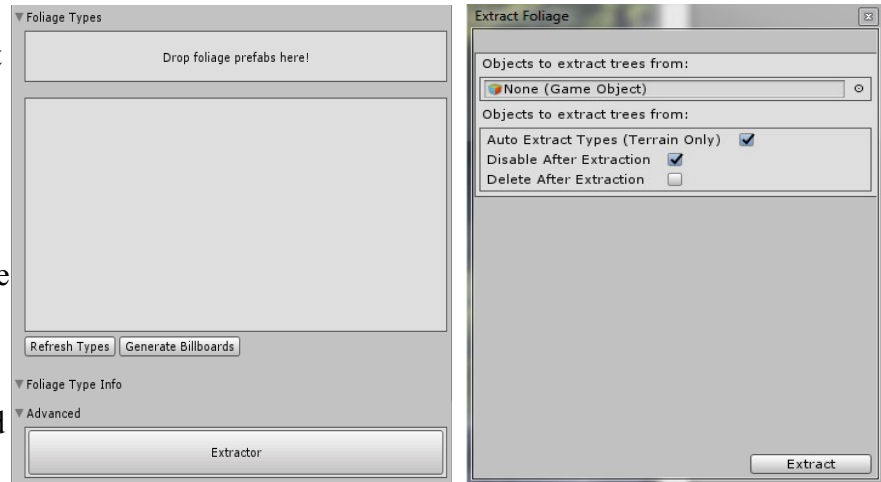 Foliage Types
Drop foliage prefabs here!
Refresh Types Generate Billboards
Foliage Type Info
Advanced
Extractor
Extract Foliage
Objects to extract trees from:
None (Game Object)
Objects to extract trees from:
Auto Extract Types (Terrain Only)
Disable After Extraction
Delete After Extraction
Extract